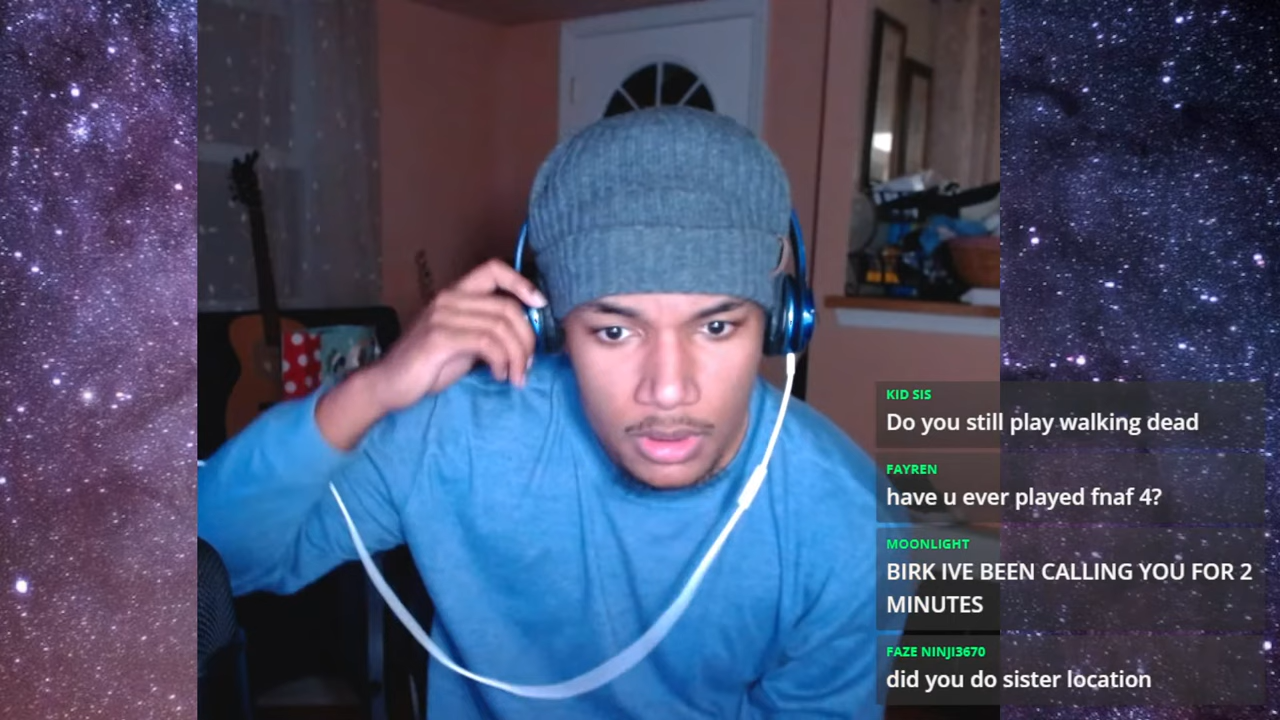 KID SIS
Do you still play walking dead
FAYREN
have u ever played fnaf 4?
MOONLIGHT
BIRK IVE BEEN CALLING YOU FOR 2
MINUTES
FAZE NINJI3670
did you do sister location